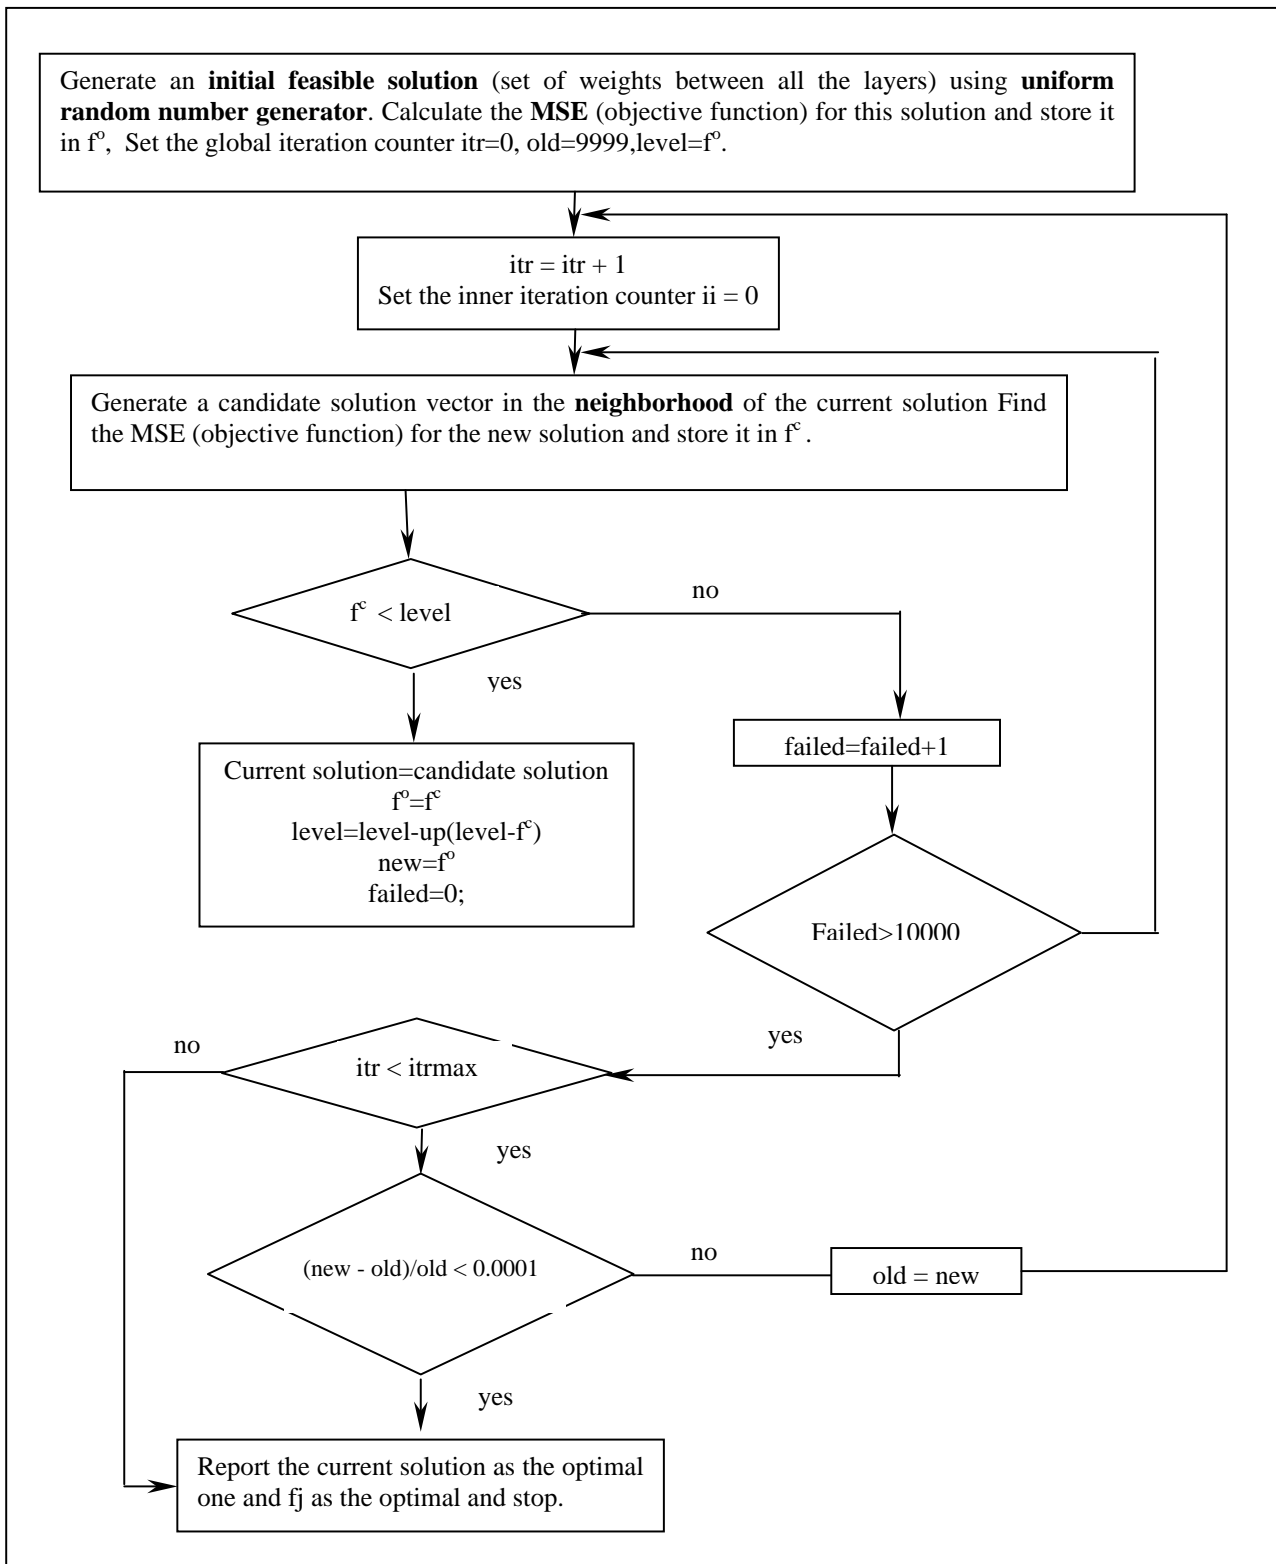 Generate an initial feasible solution (set of weights between all the layers) using uniform
random number generator. Calculate the MSE (objective function) for this solution and store it
in f^o, Set the global iteration counter itr=0, old=9999,level=f^o.
itr = itr + 1
Set the inner iteration counter ii = 0
Generate a candidate solution vector in the neighborhood of the current solution Find
the MSE (objective function) for the new solution and store it in f^c .
f^c < level
no
yes
failed=failed+1
Current solution=candidate solution
f^o=f^c
level=level-up(level-f^c)
new=f^o
failed=0;
Failed>10000
yes
no
itr < itrmax
yes
(new - old)/old < 0.0001
no
old = new
yes
Report the current solution as the optimal
one and fj as the optimal and stop.